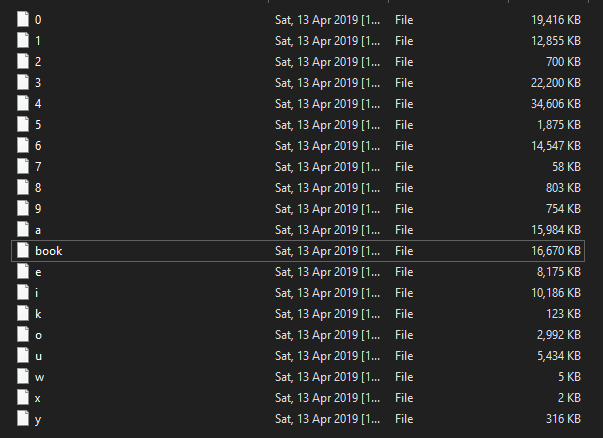 0 Sat, 13 Apr 2019 [1... File 19,416 KB
1 Sat, 13 Apr 2019 [1... File 12,855 KB
2 Sat, 13 Apr 2019 [1... File 700 KB
3 Sat, 13 Apr 2019 [1... File 22,200 KB
4 Sat, 13 Apr 2019 [1... File 34,606 KB
5 Sat, 13 Apr 2019 [1... File 1,875 KB
6 Sat, 13 Apr 2019 [1... File 14,547 KB
7 Sat, 13 Apr 2019 [1... File 58 KB
8 Sat, 13 Apr 2019 [1... File 803 KB
9 Sat, 13 Apr 2019 [1... File 754 KB
a Sat, 13 Apr 2019 [1... File 15,984 KB
book Sat, 13 Apr 2019 [1... File 16,670 KB
e Sat, 13 Apr 2019 [1... File 8,175 KB
i Sat, 13 Apr 2019 [1... File 10,186 KB
k Sat, 13 Apr 2019 [1... File 123 KB
o Sat, 13 Apr 2019 [1... File 2,992 KB
u Sat, 13 Apr 2019 [1... File 5,434 KB
w Sat, 13 Apr 2019 [1... File 5 KB
x Sat, 13 Apr 2019 [1... File 2 KB
y Sat, 13 Apr 2019 [1... File 316 KB